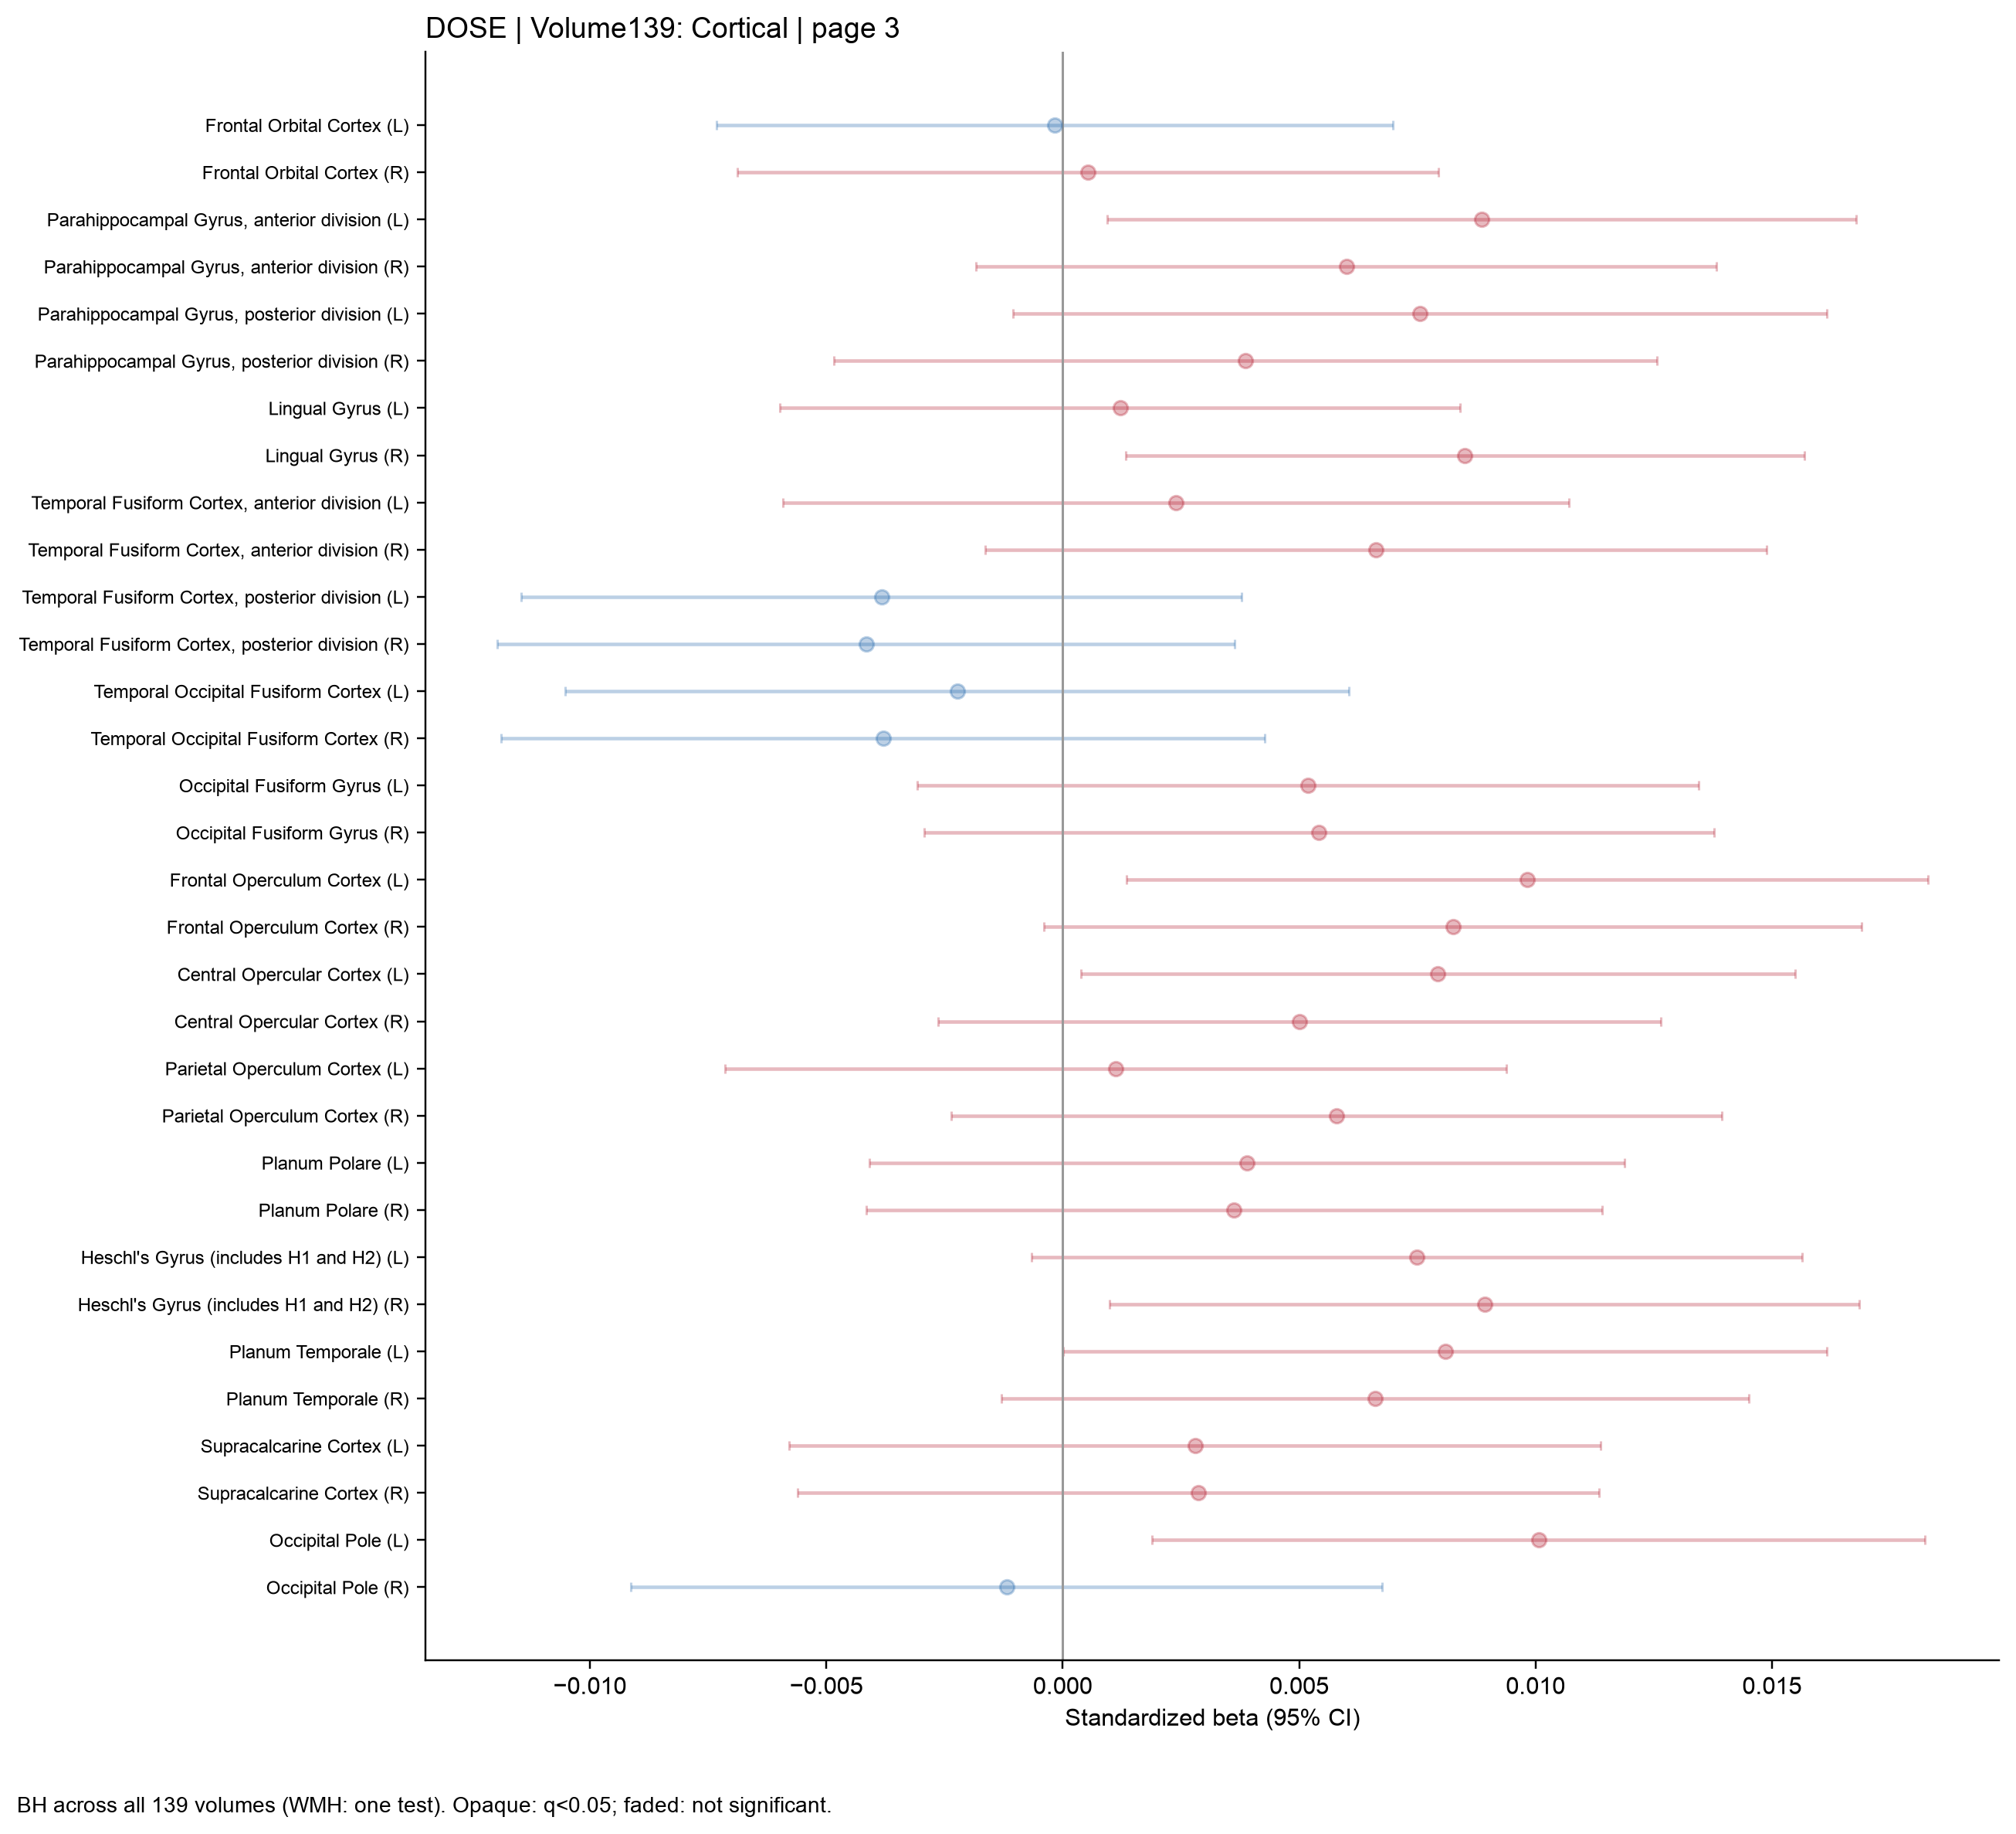 DOSE | Volume139: Cortical | page 3
Frontal Orbital Cortex (L)
Frontal Orbital Cortex (R)
Parahippocampal Gyrus, anterior division (L)
Parahippocampal Gyrus, anterior division (R)
Parahippocampal Gyrus, posterior division (L)
Parahippocampal Gyrus, posterior division (R)
Lingual Gyrus (L)
Lingual Gyrus (R)
Temporal Fusiform Cortex, anterior division (L)
Temporal Fusiform Cortex, anterior division (R)
Temporal Fusiform Cortex, posterior division (L)
Temporal Fusiform Cortex, posterior division (R)
Temporal Occipital Fusiform Cortex (L)
Temporal Occipital Fusiform Cortex (R)
Occipital Fusiform Gyrus (L)
Occipital Fusiform Gyrus (R)
Frontal Operculum Cortex (L)
Frontal Operculum Cortex (R)
Central Opercular Cortex (L)
Central Opercular Cortex (R)
Parietal Operculum Cortex (L)
Parietal Operculum Cortex (R)
Planum Polare (L)
Planum Polare (R)
Heschl's Gyrus (includes H1 and H2) (L)
Heschl's Gyrus (includes H1 and H2) (R)
Planum Temporale (L)
Planum Temporale (R)
Supracalcarine Cortex (L)
Supracalcarine Cortex (R)
Occipital Pole (L)
Occipital Pole (R)
−0.010 −0.005 0.000 0.005 0.010 0.015
Standardized beta (95% CI)
BH across all 139 volumes (WMH: one test). Opaque: q<0.05; faded: not significant.